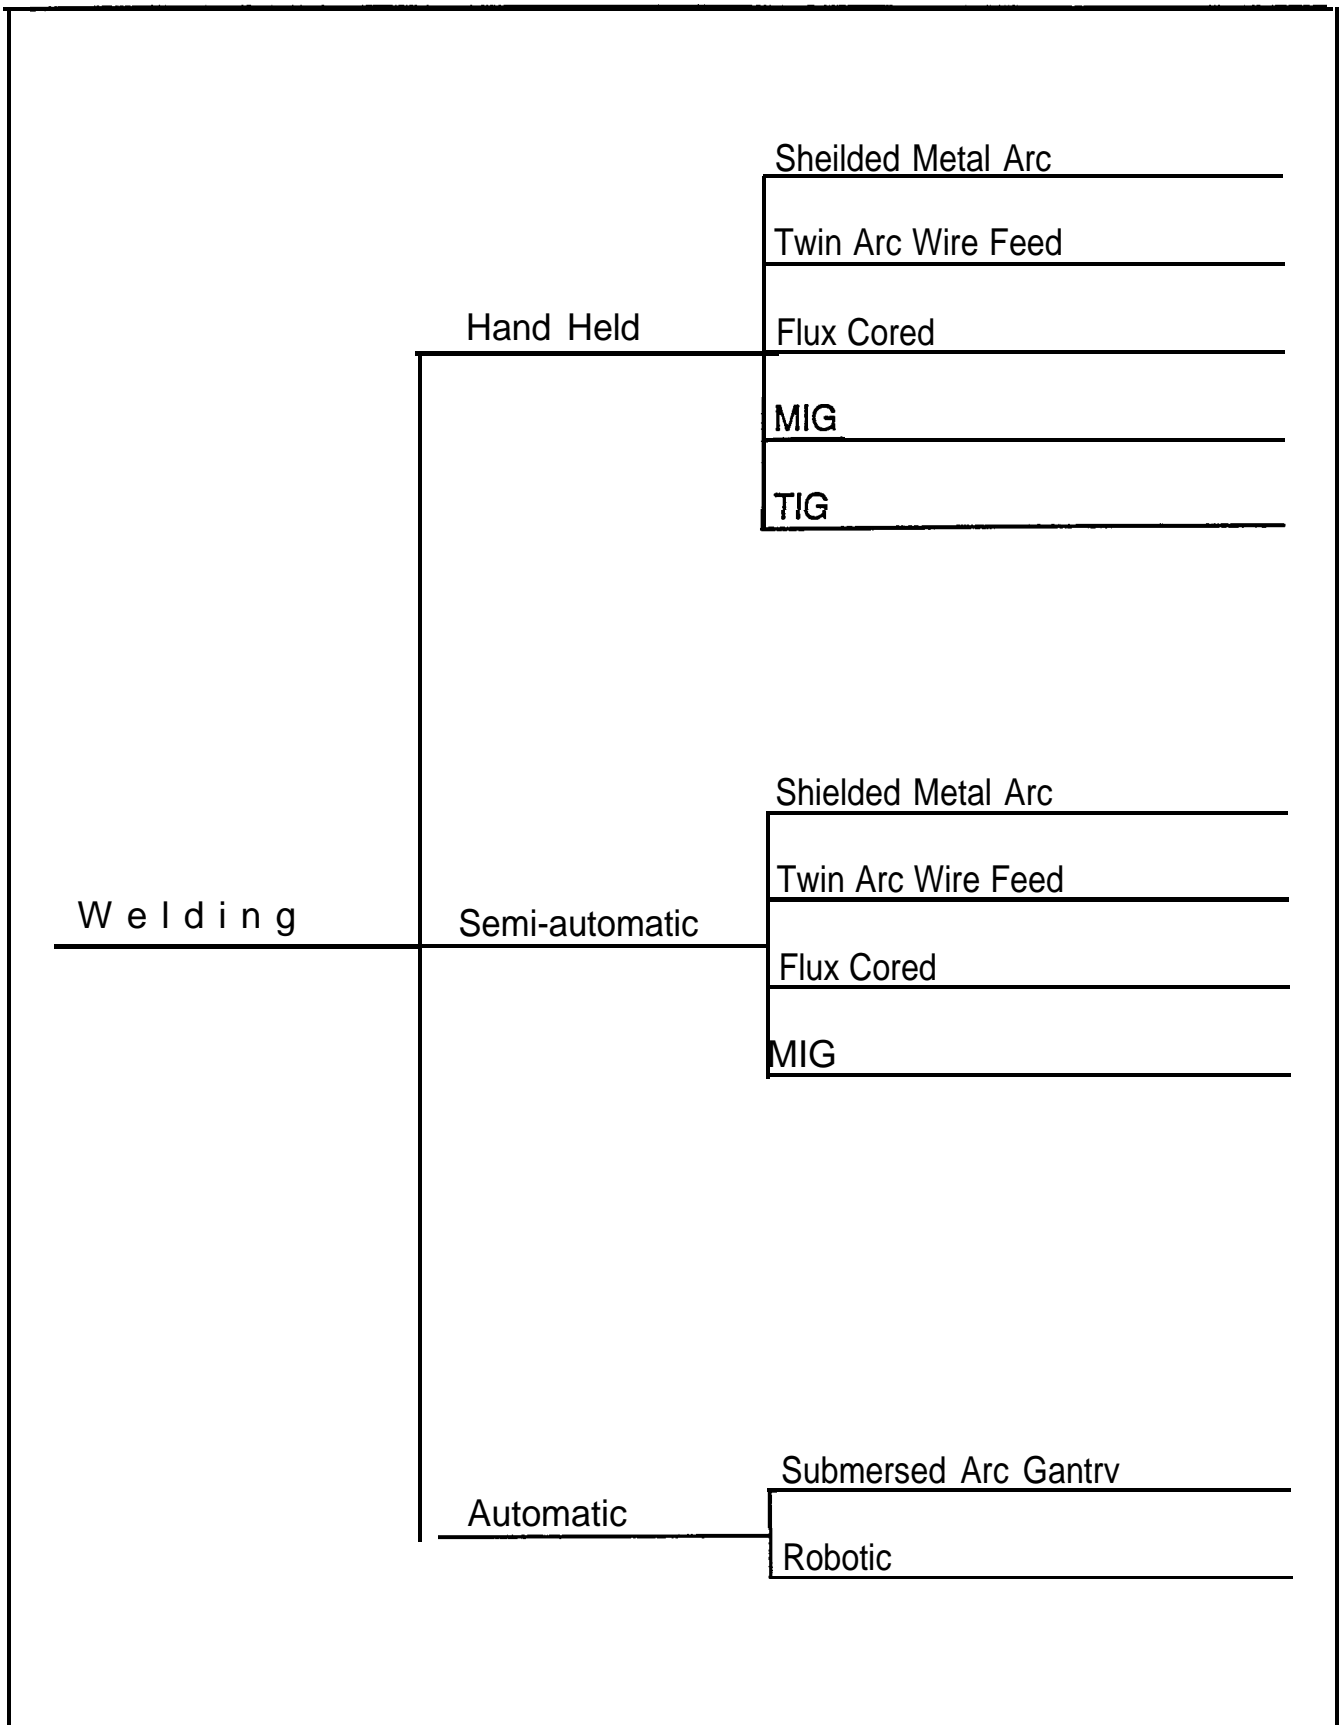 Sheilded Metal Arc
Twin Arc Wire Feed
Hand Held
Flux Cored
MIG
TIG
Shielded Metal Arc
Twin Arc Wire Feed
Welding
Semi-automatic
Flux Cored
MIG
Submersed Arc Gantrv
Automatic
Robotic